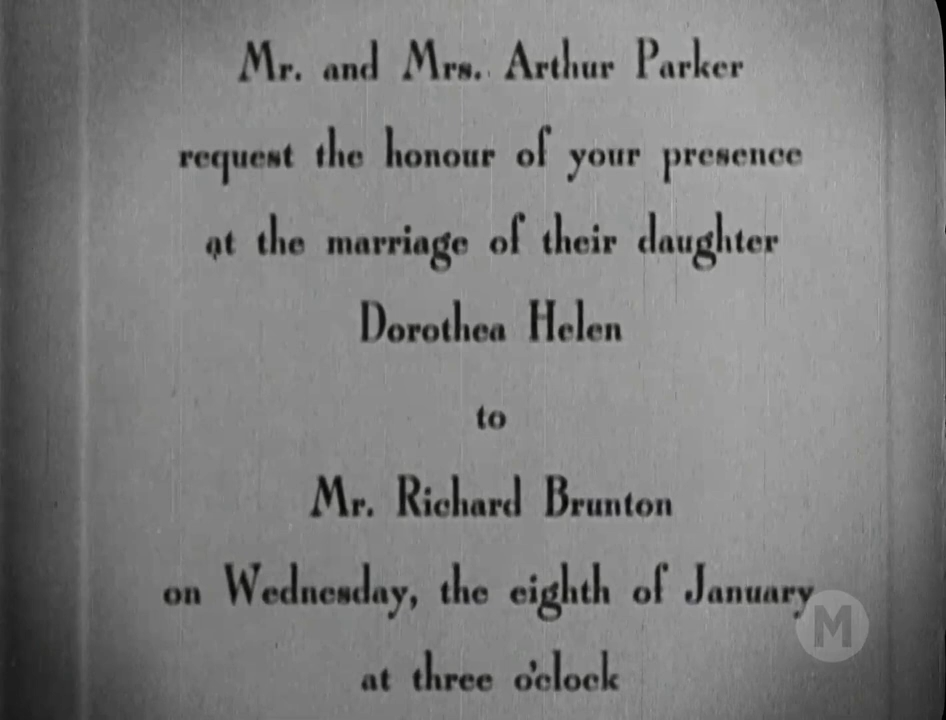 Mr. and Mrs. Arthur Parker
request the honour of your presence
at the marriage of their daughter
Dorothea Helen
to
Mr. Richard Brunton
on Wednesday, the eighth of January
at three o'clock
M